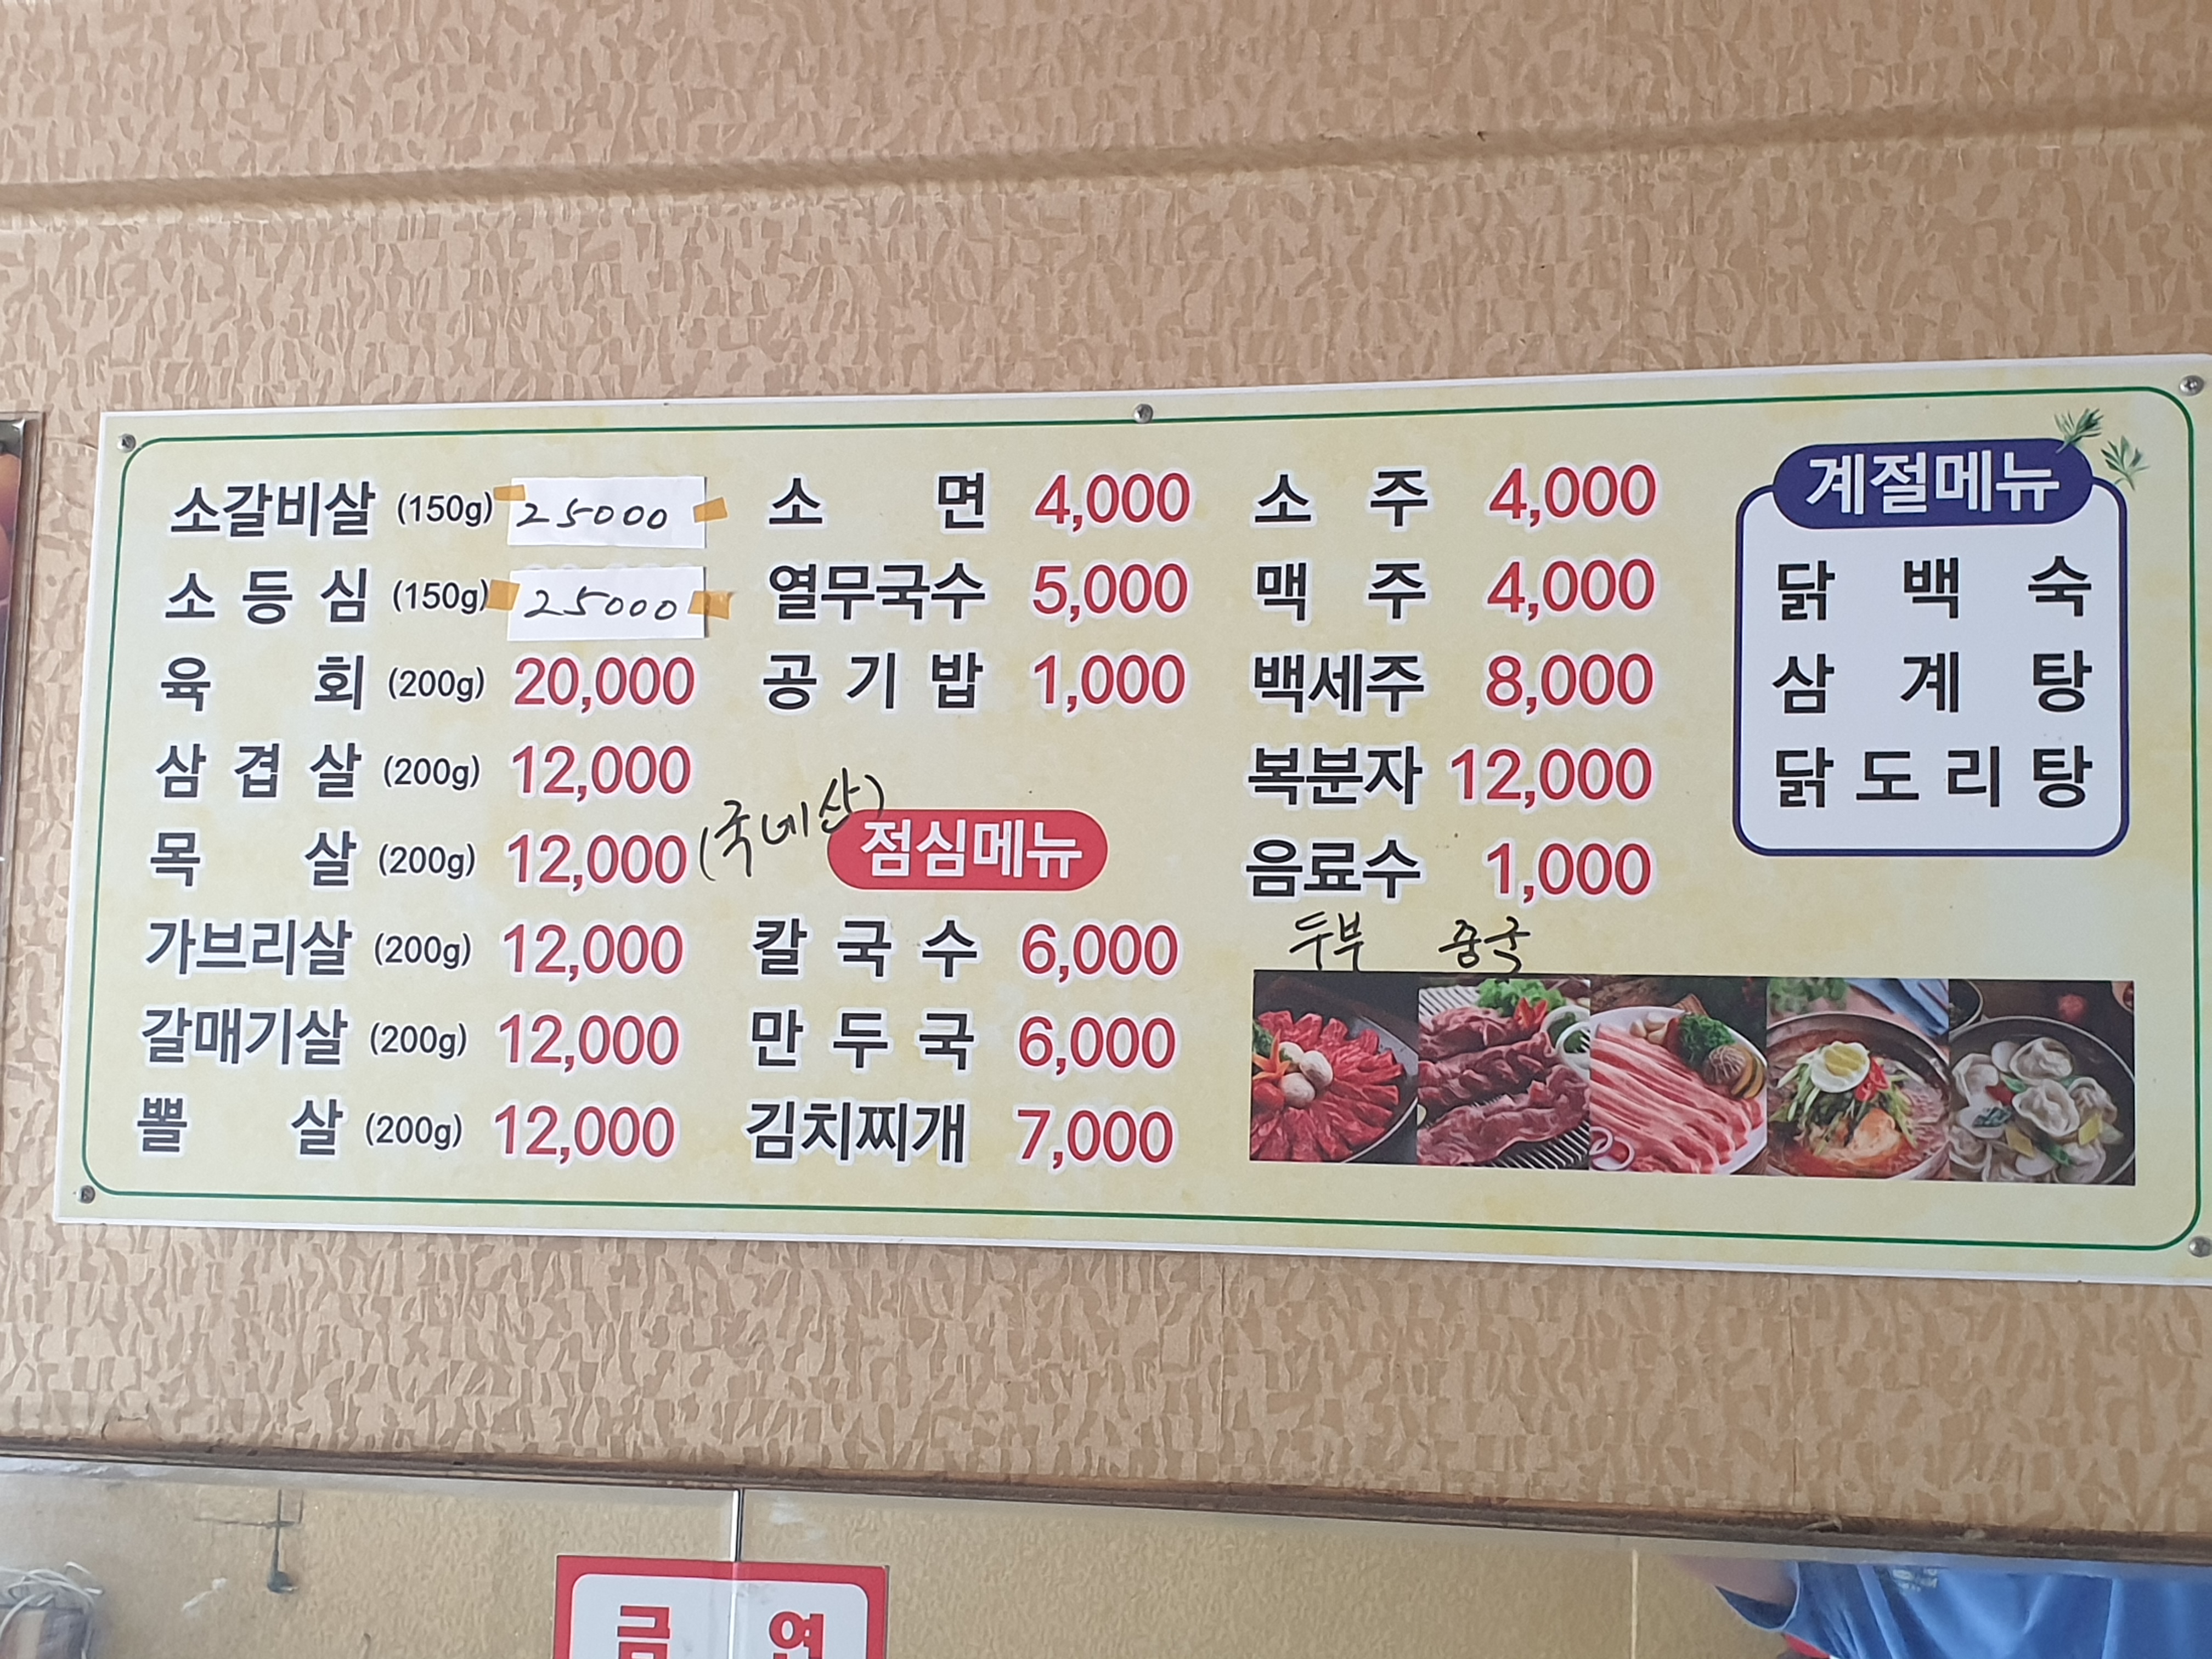 소갈비살 (150g) 25000
소등심 (150g) 25000
육회 (200g) 20,000
삼겹살 (200g) 12,000
목살 (200g) 12,000 (국내산)
가브리살 (200g) 12,000
갈매기살 (200g) 12,000
뽈살 (200g) 12,000
소면 4,000
열무국수 5,000
공기밥 1,000
점심메뉴
칼국수 6,000
만두국 6,000
김치찌개 7,000
소주 4,000
맥주 4,000
백세주 8,000
복분자 12,000
음료수 1,000
두부 중국
계절메뉴
닭백숙
삼계탕
닭도리탕
금연